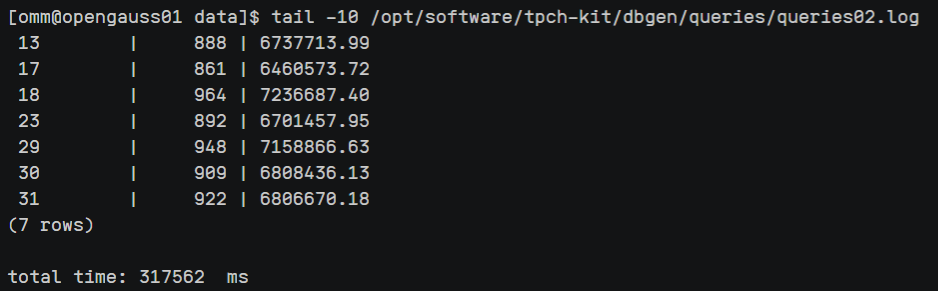 [omm@opengauss01 data]$ tail -10 /opt/software/tpch-kit/dbgen/queries/queries02.log
 13        |     888 | 6737713.99
 17        |     861 | 6460573.72
 18        |     964 | 7236687.40
 23        |     892 | 6701457.95
 29        |     948 | 7158866.63
 30        |     909 | 6808436.13
 31        |     922 | 6806670.18
(7 rows)

total time: 317562  ms